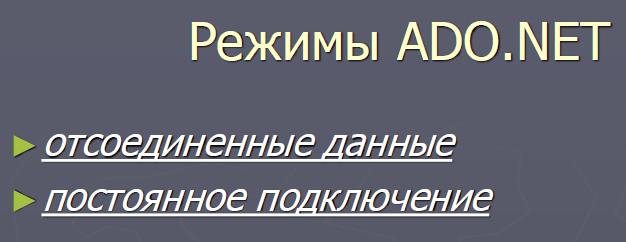 Режимы ADO.NET
отсоединенные данные
постоянное подключение